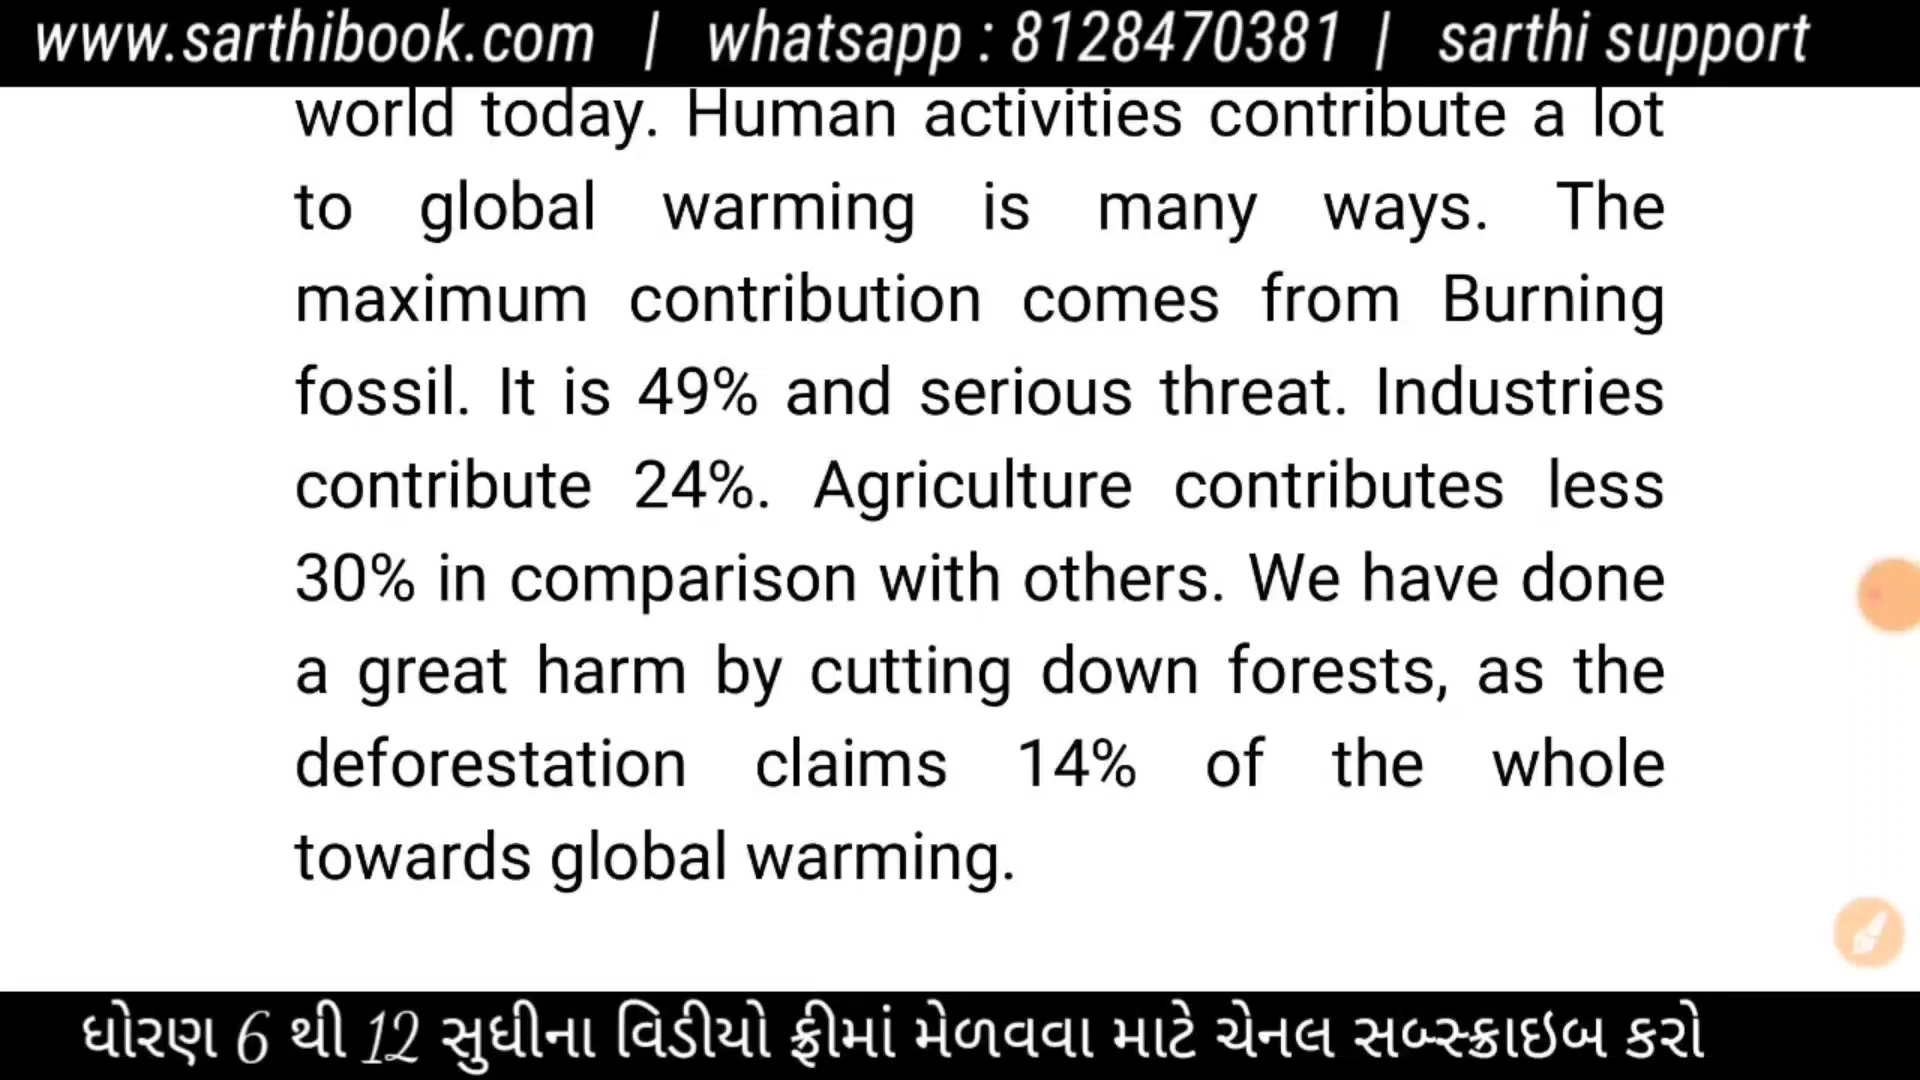 www.sarthibook.com | whatsapp : 8128470381 | sarthi support
world today. Human activities contribute a lot
to global warming is many ways. The
maximum contribution comes from Burning
fossil. It is 49% and serious threat. Industries
contribute 24%. Agriculture contributes less
30% in comparison with others. We have done
a great harm by cutting down forests, as the
deforestation claims 14% of the whole
towards global warming.
ધોરણ 6 થી 12 સુધીના વિડીયો ફ્રીમાં મેળવવા માટે ચેનલ સબ્સ્ક્રાઇબ કરો